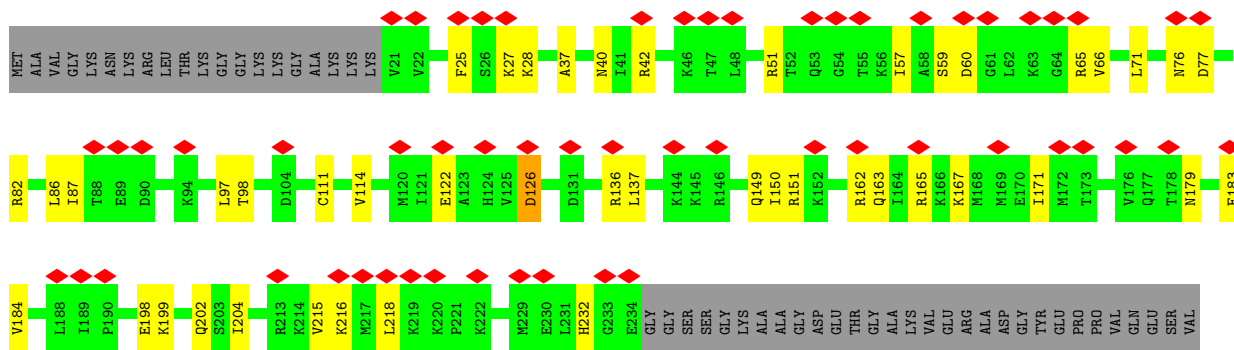 MET ALA VAL GLY LYS ASN LYS ARG LEU THR LYS GLY GLY LYS LYS GLY ALA LYS LYS LYS V21 V22 F25 S26 K27 K28 A37 N40 I41 R42 K46 T47 L48 R51 T52 Q53 G54 T55 K56 I57 A58 S59 D60 G61 L62 K63 G64 R65 V66 L71 N76 D77
R82 L86 I87 T88 E89 D90 K94 L97 T98 D104 C111 V114 M120 I121 E122 A123 H124 V125 D126 D131 R136 L137 K144 K145 R146 Q149 I150 R151 K152 R162 Q163 I164 R165 K166 K167 M168 M169 E170 I171 M172 T173 V176 Q177 T178 N179
V184 L188 I189 P190 E198 K199 Q202 S203 I204 R213 K214 V215 K216 M217 L218 K219 K220 P221 K222 M229 E230 L231 H232 G233 E234 GLY GLY SER SER GLY LYS ALA ALA GLY ASP GLU THR GLY ALA LYS VAL GLU ARG ALA ASP GLY TYR GLU PRO PRO VAL GLN GLU SER VAL